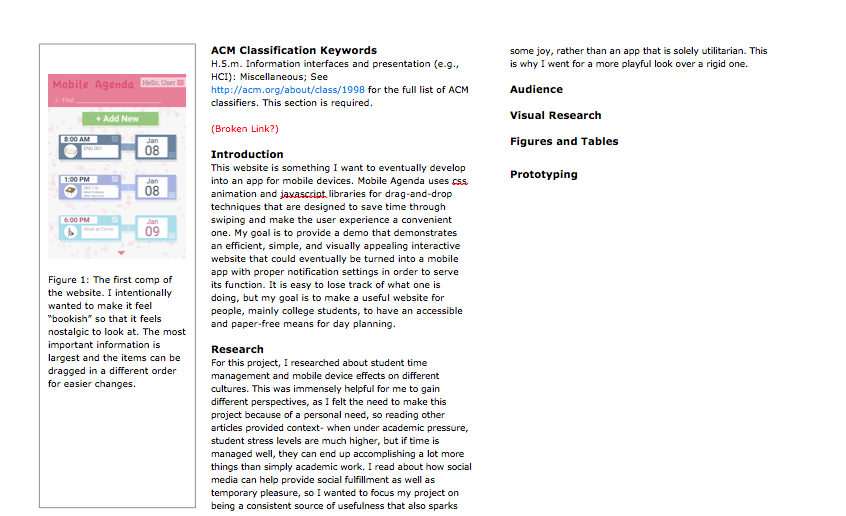 Mobile Agenda
Hello, User
Find
+ Add New
8:00 AM
ENG 001
Jan
08
1:00 PM
Jan
08
6:00 PM
Work at
Jan
09
Figure 1: The first comp of
the website. I intentionally
wanted to make it feel
“bookish” so that it feels
nostalgic to look at. The most
important information is
largest and the items can be
dragged in a different order
for easier changes.
ACM Classification Keywords
H.5.m. Information interfaces and presentation (e.g.,
HCI): Miscellaneous; See
http://acm.org/about/class/1998 for the full list of ACM
classifiers. This section is required.
(Broken Link?)
Introduction
This website is something I want to eventually develop
into an app for mobile devices. Mobile Agenda uses css
animation and javascript libraries for drag-and-drop
techniques that are designed to save time through
swiping and make the user experience a convenient
one. My goal is to provide a demo that demonstrates
an efficient, simple, and visually appealing interactive
website that could eventually be turned into a mobile
app with proper notification settings in order to serve
its function. It is easy to lose track of what one is
doing, but my goal is to make a useful website for
people, mainly college students, to have an accessible
and paper-free means for day planning.
Research
For this project, I researched about student time
management and mobile device effects on different
cultures. This was immensely helpful for me to gain
different perspectives, as I felt the need to make this
project because of a personal need, so reading other
articles provided context- when under academic pressure,
student stress levels are much higher, but if time is
managed well, they can end up accomplishing a lot more
things than simply academic work. I read about how social
media can help provide social fulfillment as well as
temporary pleasure, so I wanted to focus my project on
being a consistent source of usefulness that also sparks
some joy, rather than an app that is solely utilitarian. This
is why I went for a more playful look over a rigid one.
Audience
Visual Research
Figures and Tables
Prototyping